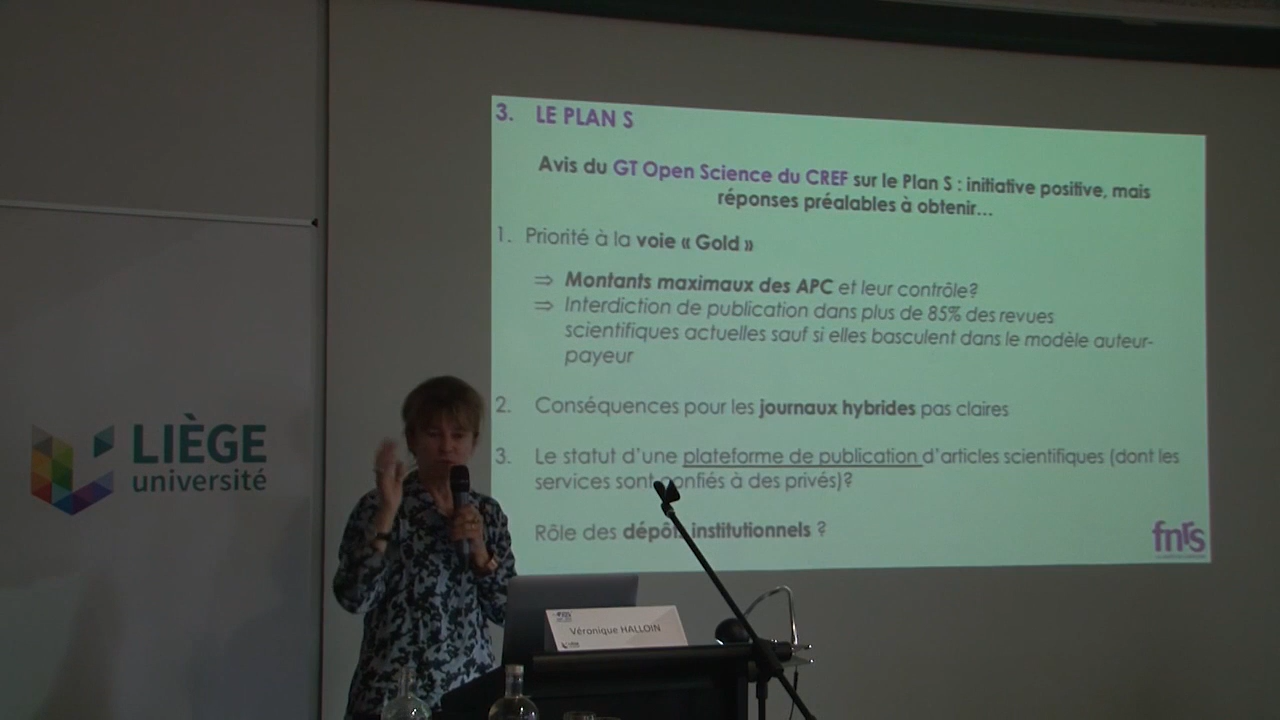 3. LE PLAN S
Avis du GT Open Science du CREF sur le Plan S : initiative positive, mais
réponses préalables à obtenir...
1. Priorité à la voie « Gold »
⇒ Montants maximaux des APC et leur contrôle?
⇒ Interdiction de publication dans plus de 85% des revues
scientifiques actuelles sauf si elles basculent dans le modèle auteur-
payeur
2. Conséquences pour les journaux hybrides pas claires
3. Le statut d'une plateforme de publication d'articles scientifiques (dont les
services sont confiés à des privés)?
Rôle des dépôts institutionnels ?
fnrs
LIÈGE
université
Véronique HALLOIN
LIÈGE